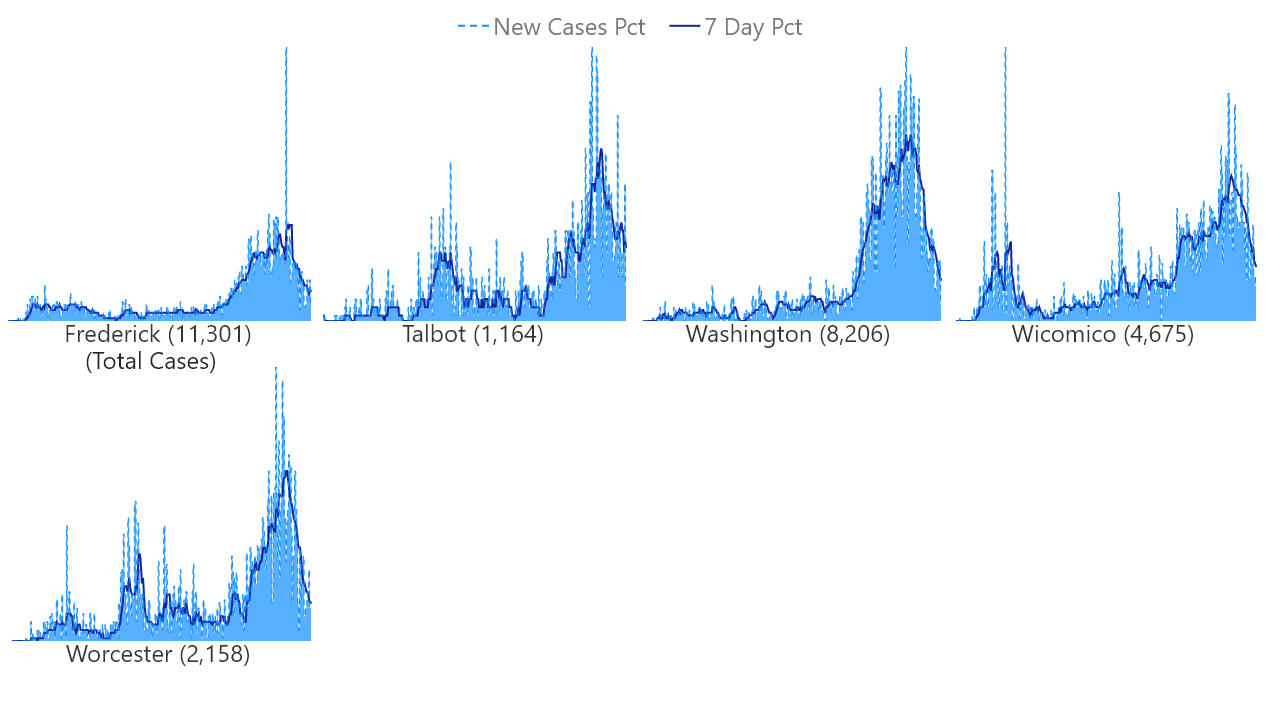 New Cases Pct 7 Day Pct
Frederick (11,301)
(Total Cases)
Talbot (1,164)
Washington (8,206)
Wicomico (4,675)
Worcester (2,158)